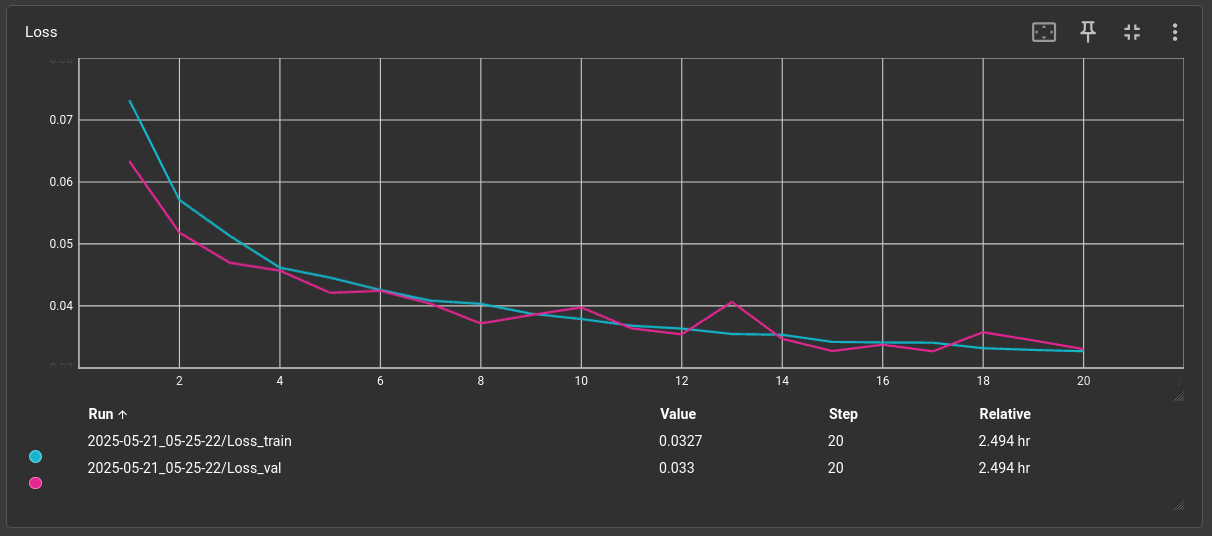 Loss
0.07
0.06
0.05
0.04
2 4 6 8 10 12 14 16 18 20
Run Value Step Relative
2025-05-21_05-25-22/Loss_train 0.0327 20 2.494 hr
2025-05-21_05-25-22/Loss_val 0.033 20 2.494 hr